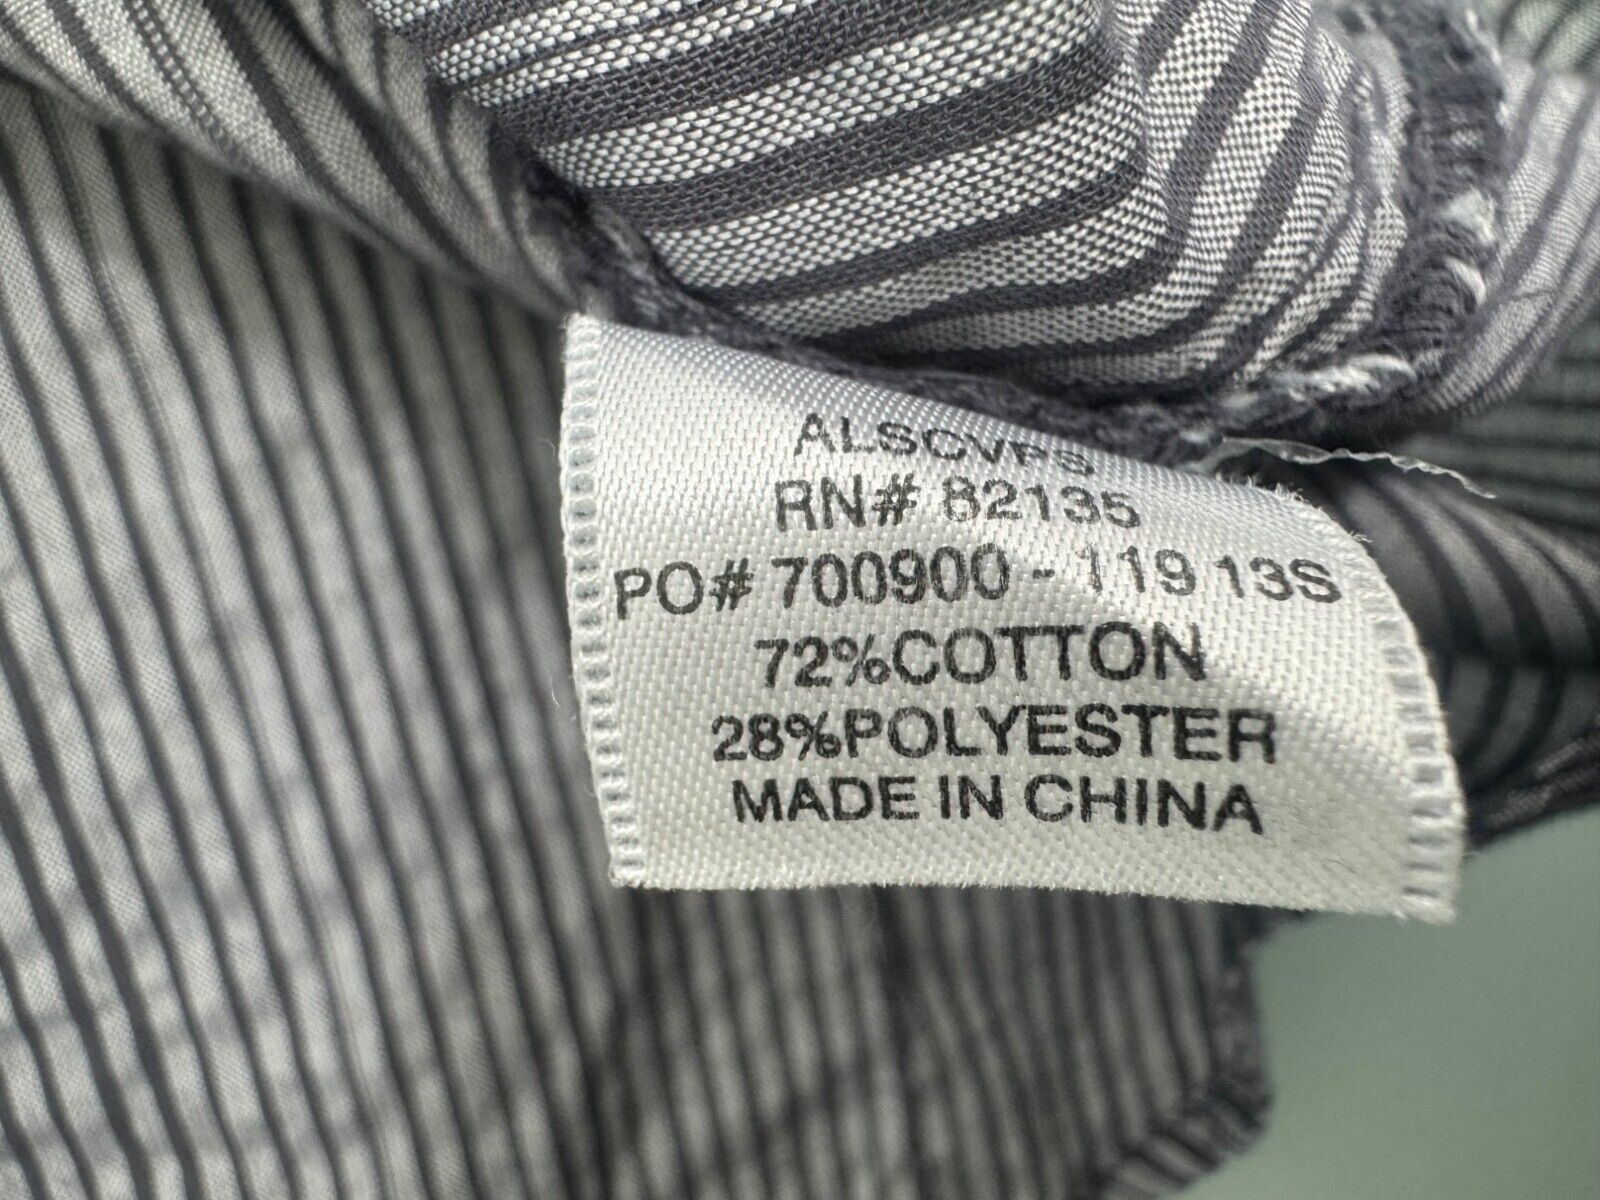 ALSCVPS
RN# 82135
PO# 700900 - 119 13S
72%COTTON
28%POLYESTER
MADE IN CHINA